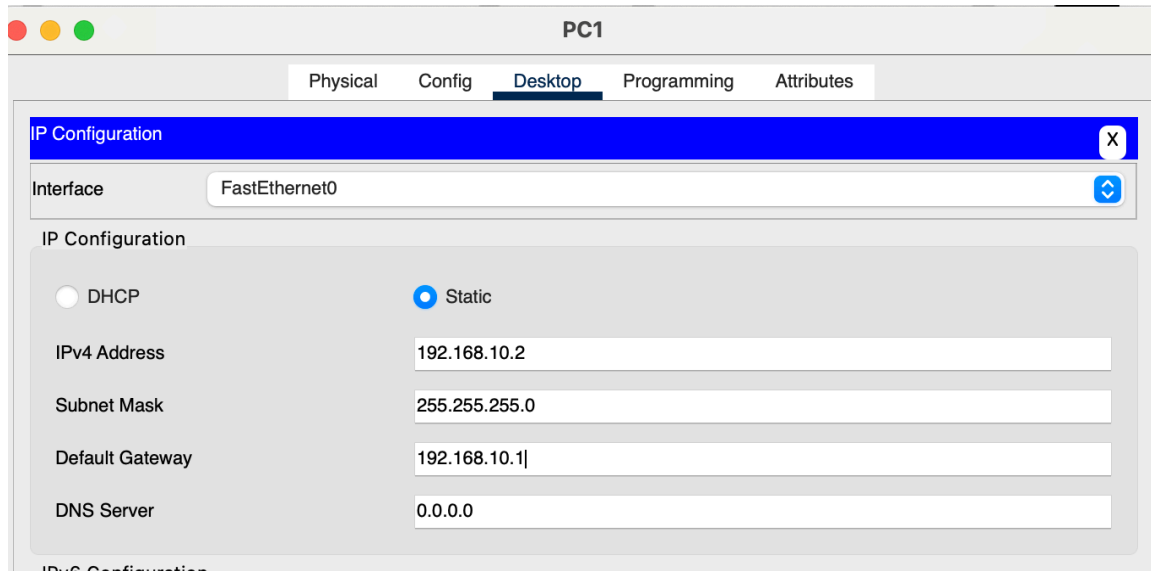 PC1
Physical Config Desktop Programming Attributes
IP Configuration X
Interface FastEthernet0
IP Configuration
DHCP Static
IPv4 Address 192.168.10.2
Subnet Mask 255.255.255.0
Default Gateway 192.168.10.1
DNS Server 0.0.0.0
IPv6 Configuration